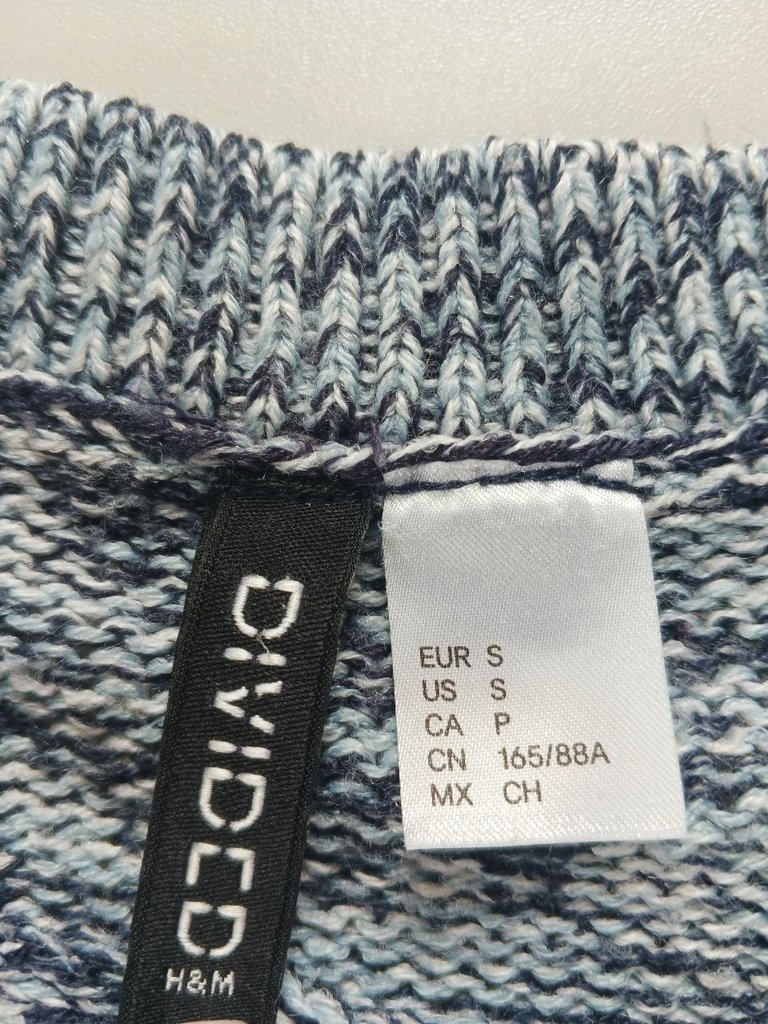 DIVIDED
H&M
EUR S
US S
CA P
CN 165/88A
MX CH